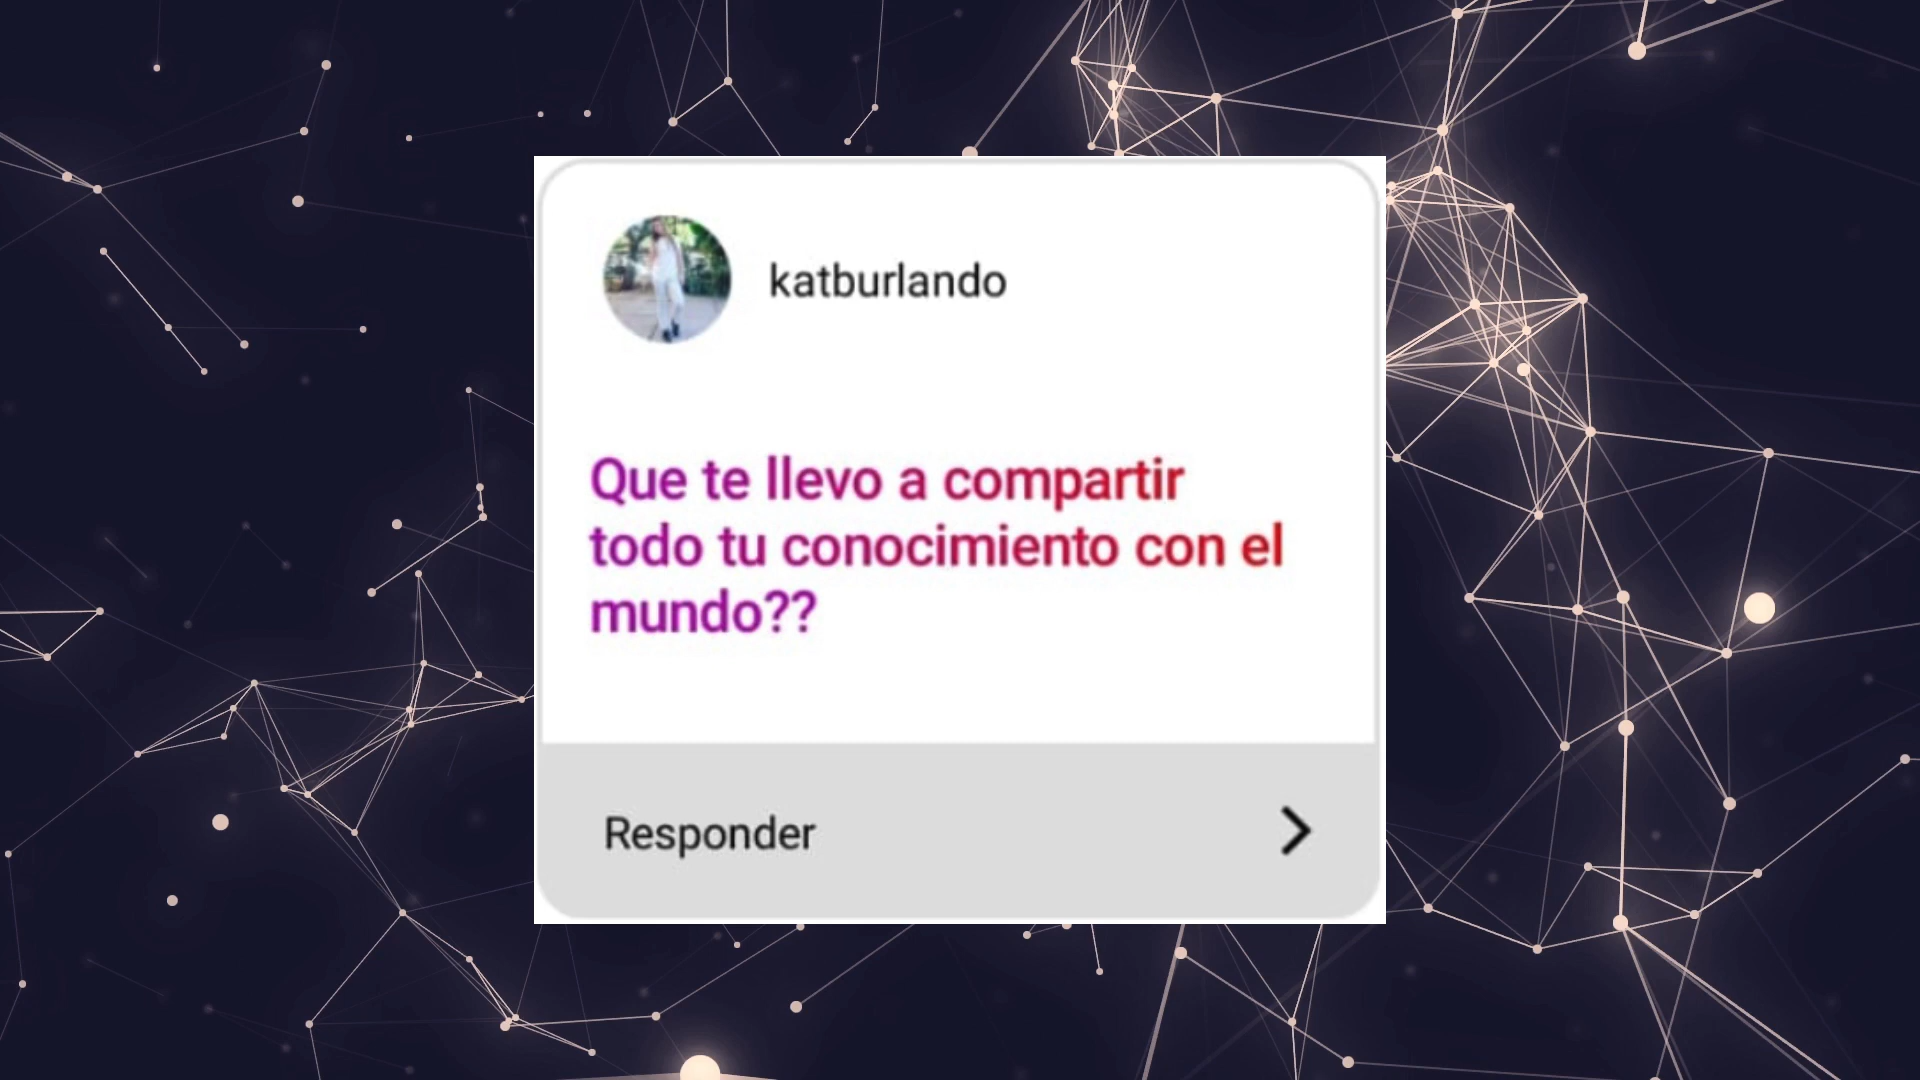 katburlando
Que te llevo a compartir
todo tu conocimiento con el
mundo??
Responder